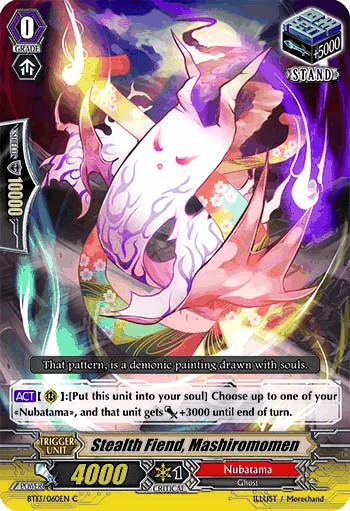 0
GRADE
+5000
STAND
10000
SHIELD
That pattern, is a demonic painting drawn with souls.
ACT [ ]:[Put this unit into your soul] Choose up to one of your
«Nubatama», and that unit gets +3000 until end of turn.
TRIGGER
UNIT
Stealth Fiend, Mashiromomen
POWER
4000
1
CRITICAL
Nubatama
Ghost
BT13/060EN C
ILLUST / Morechand